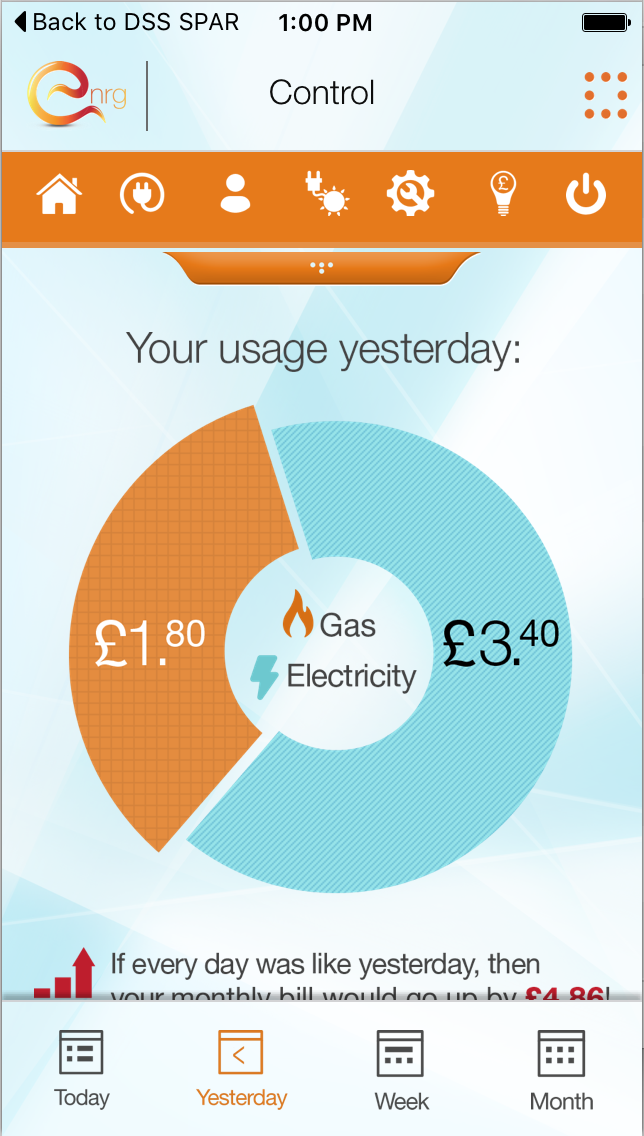 Back to DSS SPAR 1:00 PM
nrg Control
£
Your usage yesterday:
£1.80
Gas
Electricity
£3.40
If every day was like yesterday, then
your monthly bill would go up by £4.86!
Today Yesterday Week Month